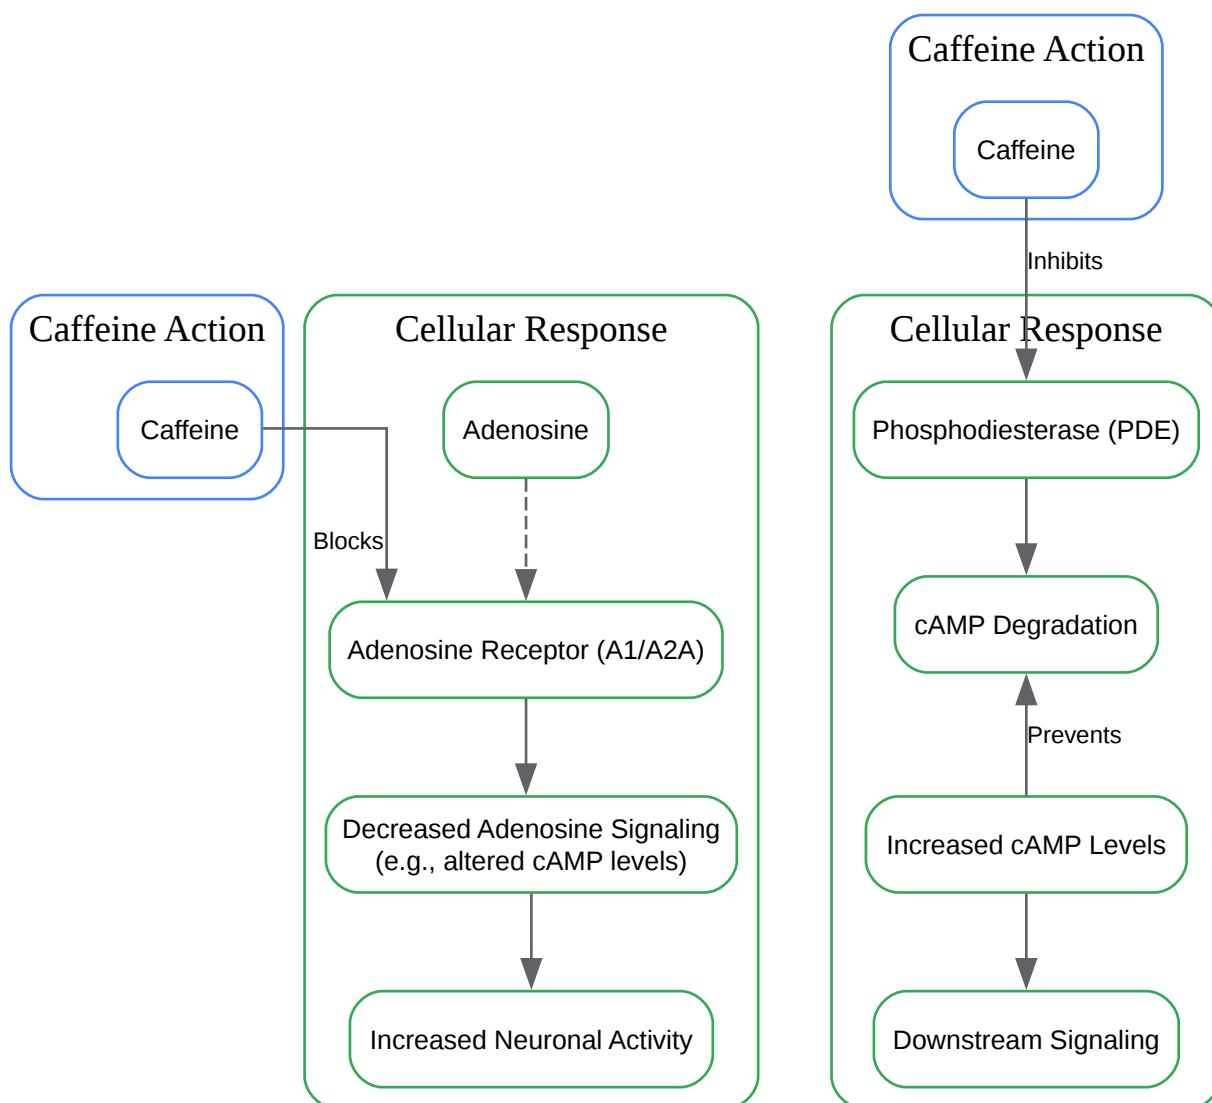 Caffeine Action
Caffeine
Blocks
Cellular Response
Adenosine
Adenosine Receptor (A1/A2A)
Decreased Adenosine Signaling
(e.g., altered cAMP levels)
Increased Neuronal Activity
Caffeine Action
Caffeine
Inhibits
Cellular Response
Phosphodiesterase (PDE)
cAMP Degradation
Prevents
Increased cAMP Levels
Downstream Signaling